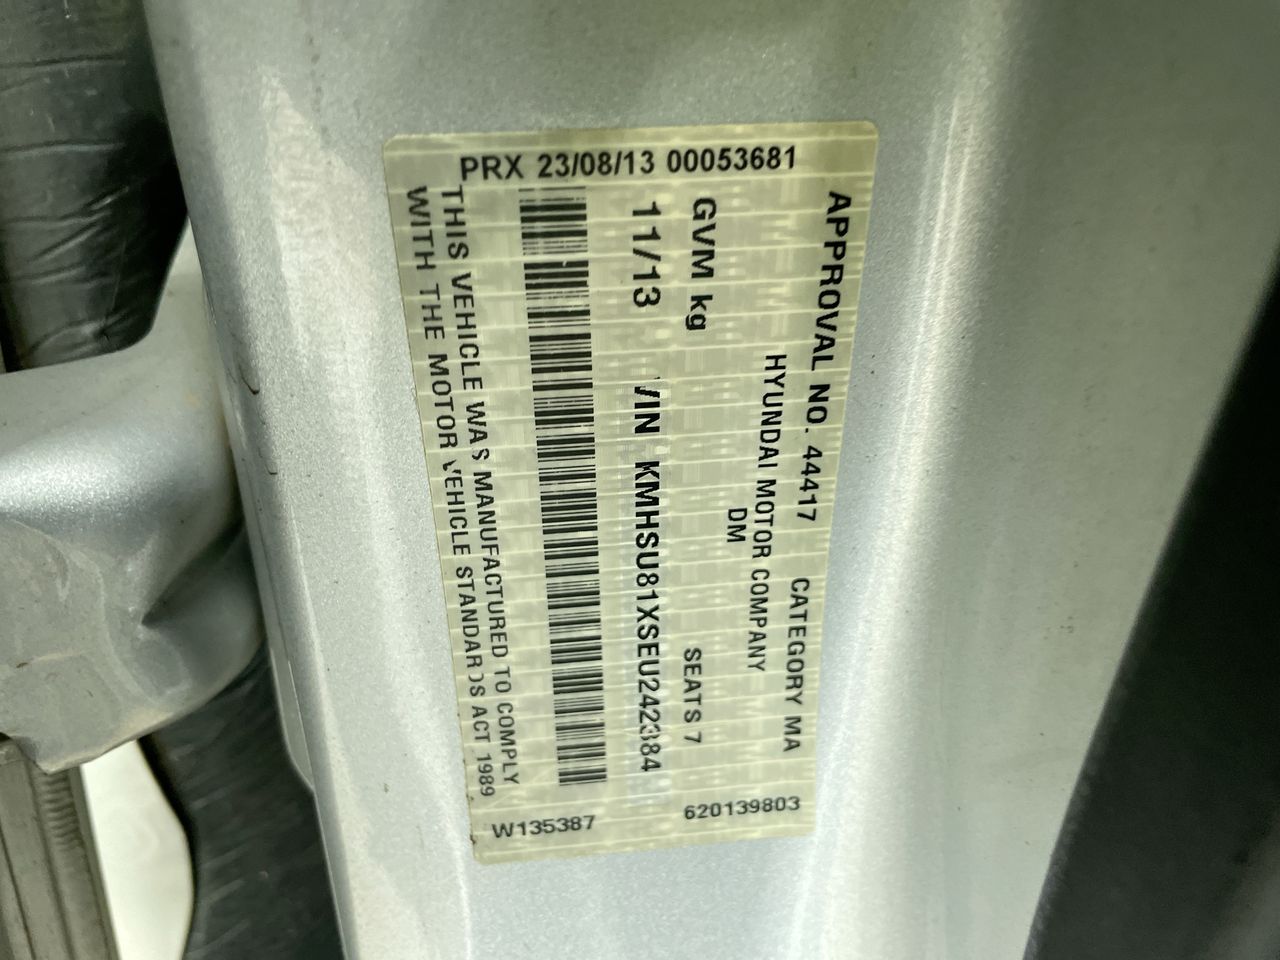 PRX 23/08/13 00053681
APPROVAL NO. 44417 CATEGORY MA
HYUNDAI MOTOR COMPANY
DM
GVM kg SEATS 7
11/13 VIN KMHSU81XSEU242384
THIS VEHICLE WAS MANUFACTURED TO COMPLY
WITH THE MOTOR VEHICLE STANDARDS ACT 1989
W135387 620139803